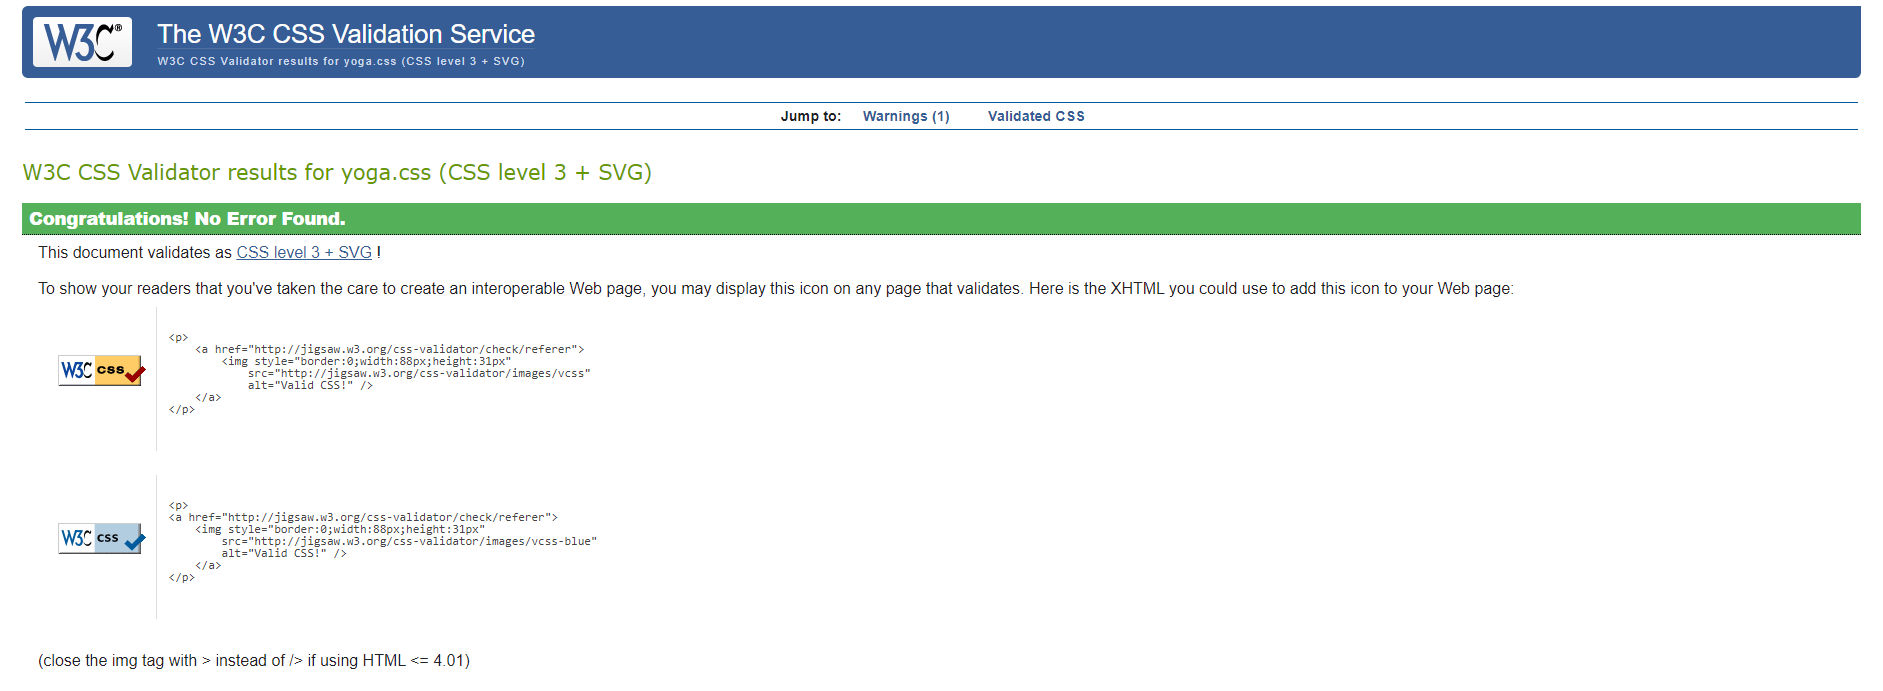 W3C® The W3C CSS Validation Service
W3C CSS Validator results for yoga.css (CSS level 3 + SVG)
Jump to: Warnings (1) Validated CSS
W3C CSS Validator results for yoga.css (CSS level 3 + SVG)
Congratulations! No Error Found.
This document validates as CSS level 3 + SVG !
To show your readers that you've taken the care to create an interoperable Web page, you may display this icon on any page that validates. Here is the XHTML you could use to add this icon to your Web page:
W3C css
<p>
    <a href="http://jigsaw.w3.org/css-validator/check/referer">
        <img style="border:0;width:88px;height:31px"
            src="http://jigsaw.w3.org/css-validator/images/vcss"
            alt="Valid CSS!" />
    </a>
</p>
W3C css
<p>
<a href="http://jigsaw.w3.org/css-validator/check/referer">
    <img style="border:0;width:88px;height:31px"
        src="http://jigsaw.w3.org/css-validator/images/vcss-blue"
        alt="Valid CSS!" />
    </a>
</p>
(close the img tag with > instead of /> if using HTML <= 4.01)